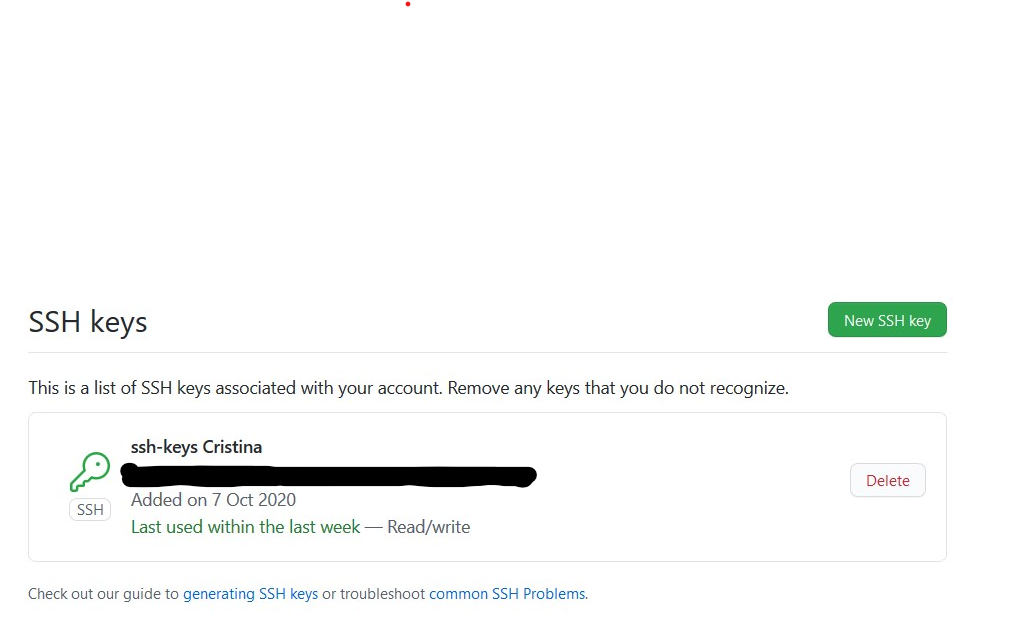 SSH keys
New SSH key
This is a list of SSH keys associated with your account. Remove any keys that you do not recognize.
ssh-keys Cristina
Added on 7 Oct 2020
SSH
Last used within the last week — Read/write
Delete
Check out our guide to generating SSH keys or troubleshoot common SSH Problems.